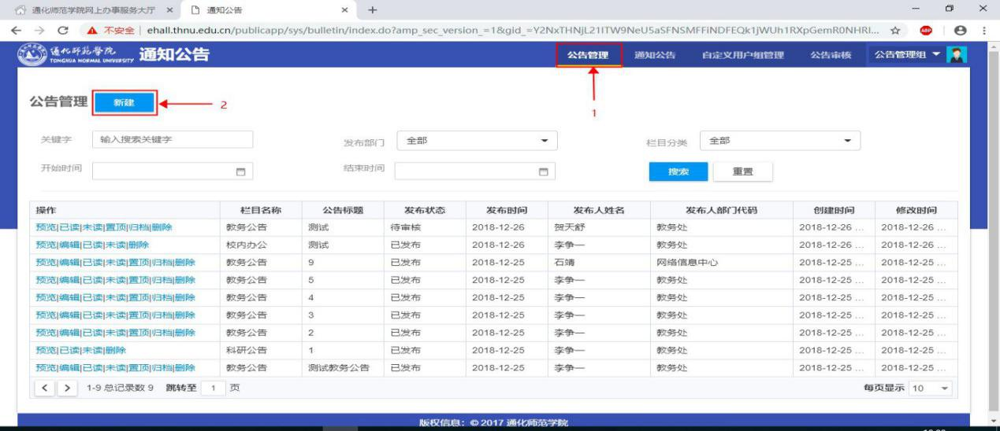 通化师范学院网上办事服务大厅 × 通知公告 × +
不安全 | ehall.thnu.edu.cn/publicapp/sys/bulletin/index.do?amp_sec_version_=1&gid_=Y2NxTHNjL21ITW9NeU5aSFNSMFFiNDFEQk1jWUh1RXpGemR0NHRI... ABP
通化师范学院 TONGHUA NORMAL UNIVERSITY 通知公告 公告管理 通知公告 自定义用户组管理 公告审核 公告管理组
公告管理 新建 2
1
关键字 输入搜索关键字 发布部门 全部 栏目分类 全部
开始时间 结束时间 搜索 重置
操作 栏目名称 公告标题 发布状态 发布时间 发布人姓名 发布人部门代码 创建时间 修改时间
预览|已读|未读|置顶|归档|删除 教务公告 测试 待审核 2018-12-26 贺天舒 教务处 2018-12-26 ... 2018-12-26 ...
预览|编辑|已读|未读|删除 校内办公 测试 已发布 2018-12-26 李争一 教务处 2018-12-26 ... 2018-12-26 ...
预览|编辑|已读|未读|置顶|归档|删除 教务公告 9 已发布 2018-12-25 石靖 网络信息中心 2018-12-25 ... 2018-12-25 ...
预览|编辑|已读|未读|置顶|归档|删除 教务公告 5 已发布 2018-12-25 李争一 教务处 2018-12-25 ... 2018-12-25 ...
预览|编辑|已读|未读|置顶|归档|删除 教务公告 4 已发布 2018-12-25 李争一 教务处 2018-12-25 ... 2018-12-25 ...
预览|编辑|已读|未读|置顶|归档|删除 教务公告 3 已发布 2018-12-25 李争一 教务处 2018-12-25 ... 2018-12-25 ...
预览|编辑|已读|未读|置顶|归档|删除 教务公告 2 已发布 2018-12-25 李争一 教务处 2018-12-25 ... 2018-12-25 ...
预览|已读|未读|删除 科研公告 1 已发布 2018-12-25 李争一 教务处 2018-12-25 ... 2018-12-25 ...
预览|编辑|已读|未读|置顶|归档|删除 教务公告 测试教务公告 已发布 2018-12-25 李争一 教务处 2018-12-25 ... 2018-12-25 ...
< > 1-9 总记录数 9 跳转至 1 页 每页显示 10
版权信息：© 2017 通化师范学院